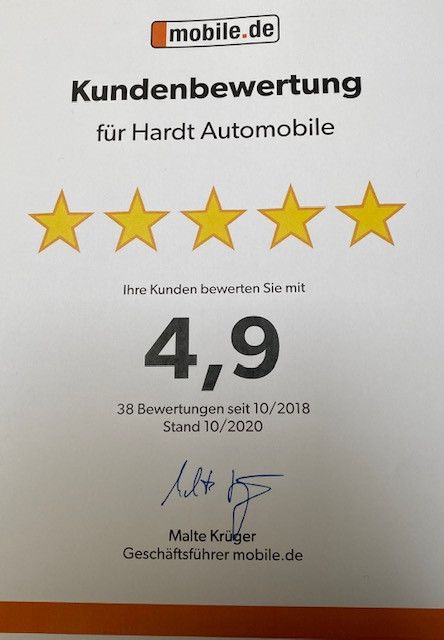 mobile.de
Kundenbewertung
für Hardt Automobile
Ihre Kunden bewerten Sie mit
4,9
38 Bewertungen seit 10/2018
Stand 10/2020
Malte Krüger
Geschäftsführer mobile.de